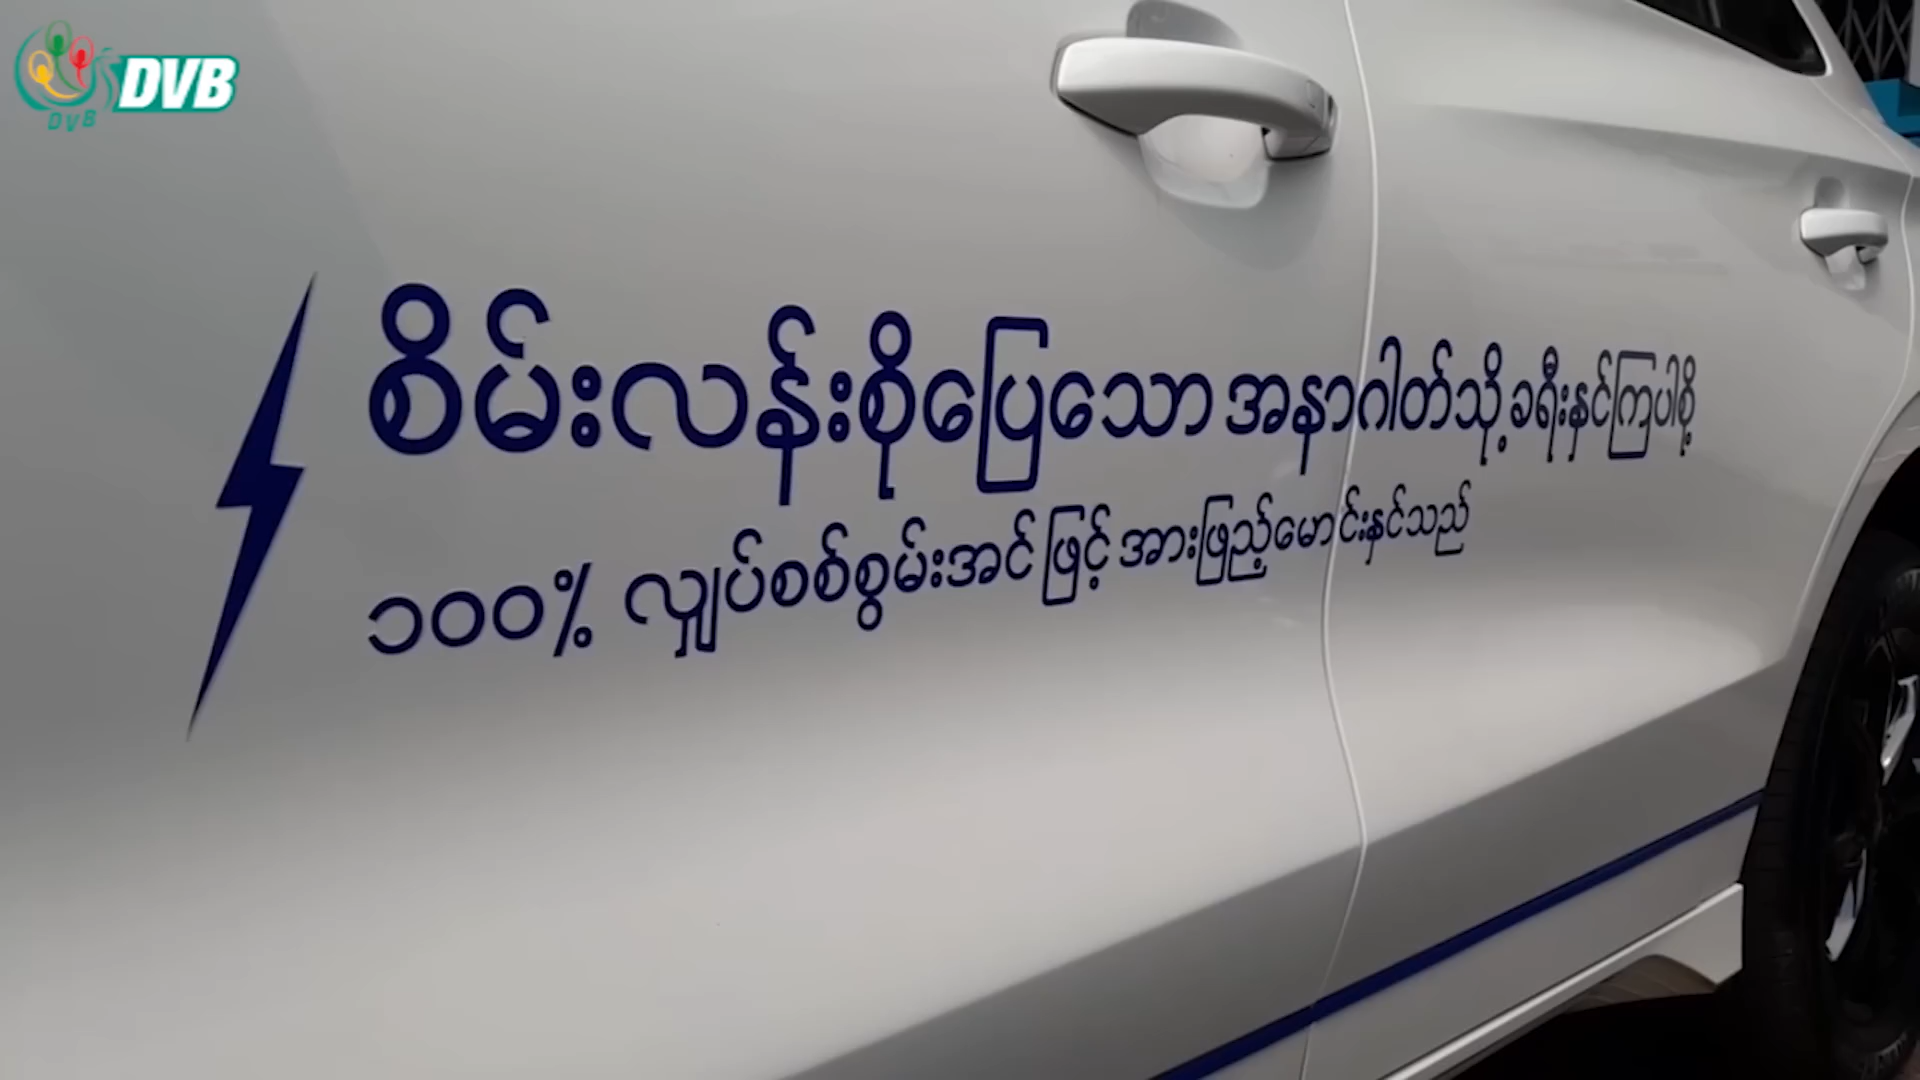 DVB
DVB
စိမ်းလန်းစိုပြေသော အနာဂါတ်သို့ ခရီးနှင်ကြပါစို့
၁၀၀% လျှပ်စစ်စွမ်းအင် ဖြင့် အားဖြည့်မောင်းနှင်သည်